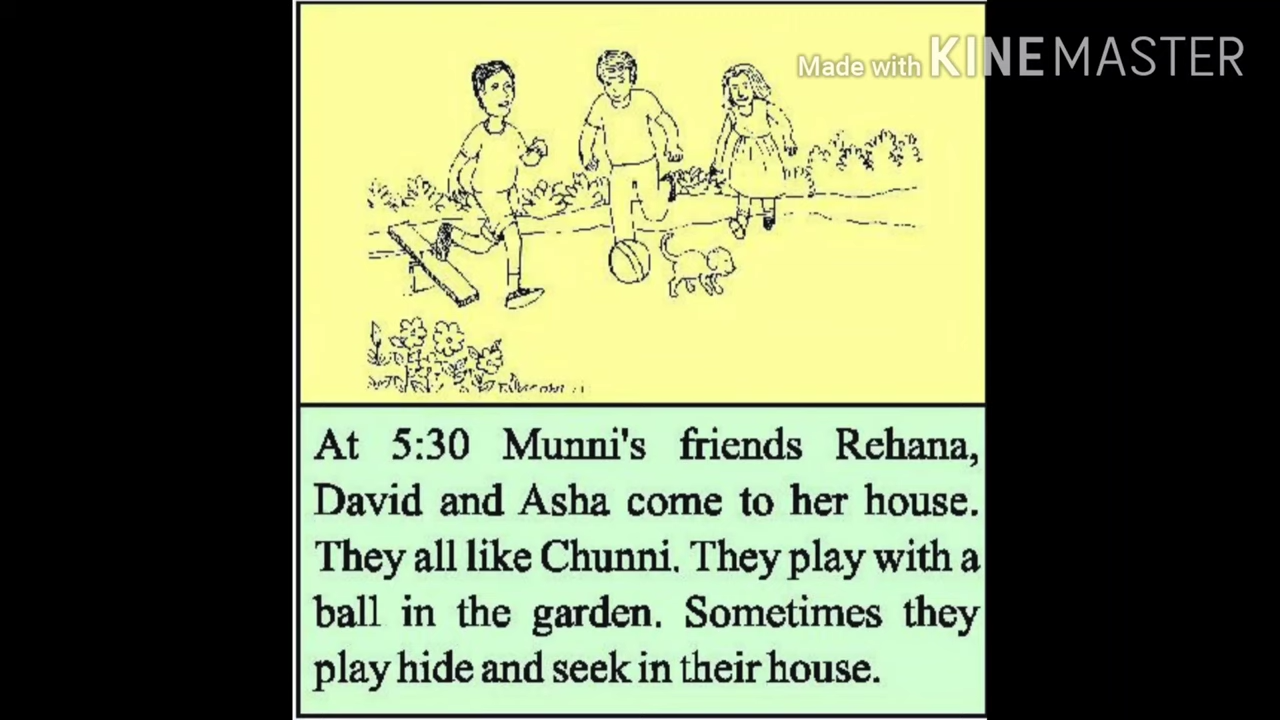 Made with KINEMASTER
At 5:30 Munni's friends Rehana,
David and Asha come to her house.
They all like Chunni. They play with a
ball in the garden. Sometimes they
play hide and seek in their house.